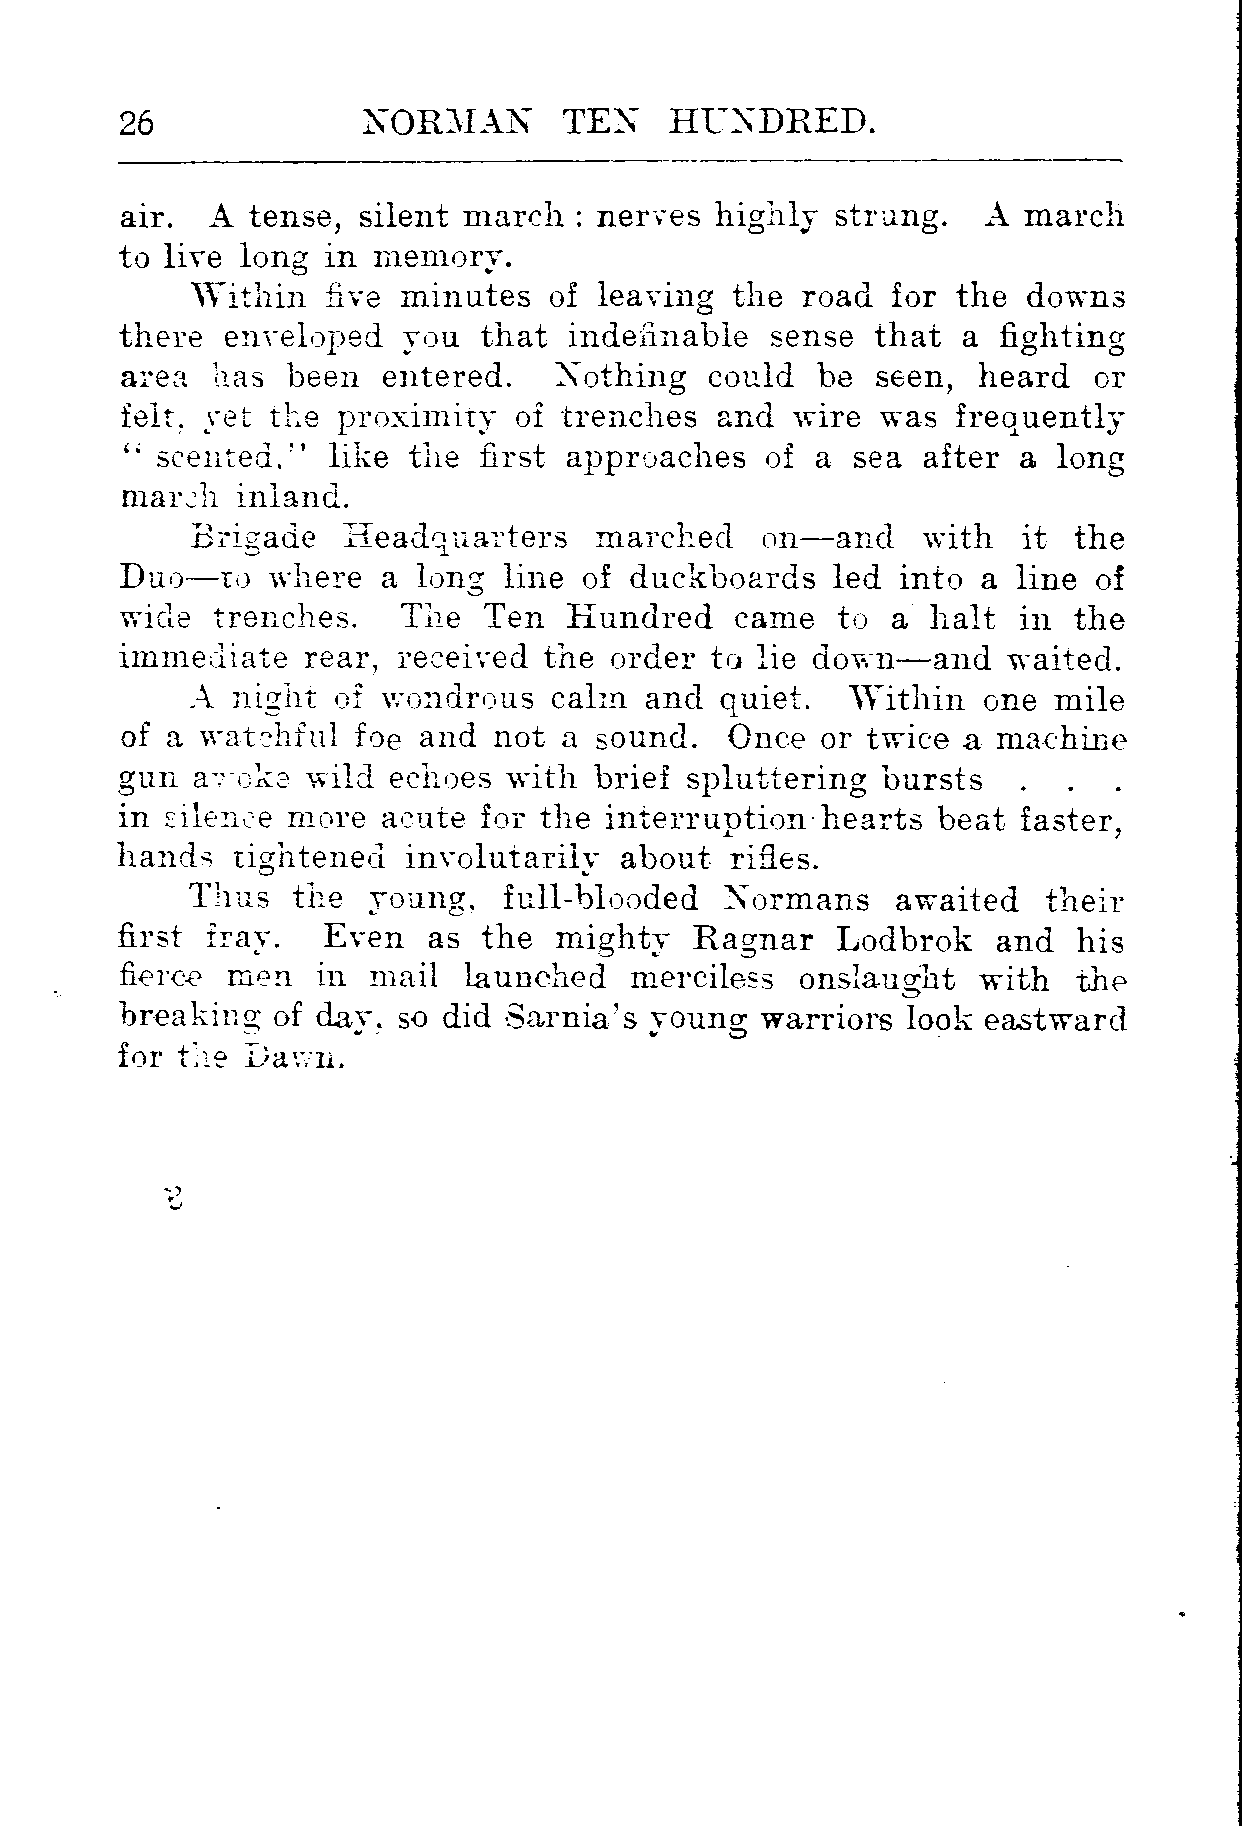 26 NORMAN TEN HUNDRED.
air. A tense, silent march : nerves highly strung. A march
to live long in memory.
Within five minutes of leaving the road for the downs
there enveloped you that indefinable sense that a fighting
area has been entered. Nothing could be seen, heard or
felt, yet the proximity of trenches and wire was frequently
“ scented,” like the first approaches of a sea after a long
march inland.
Brigade Headquarters marched on—and with it the
Duo—to where a long line of duckboards led into a line of
wide trenches. The Ten Hundred came to a halt in the
immediate rear, received the order to lie down—and waited.
A night of wondrous calm and quiet. Within one mile
of a watchful foe and not a sound. Once or twice a machine
gun awoke wild echoes with brief spluttering bursts . . .
in silence more acute for the interruption hearts beat faster,
hands tightened involutarily about rifles.
Thus the young, full-blooded Normans awaited their
first fray. Even as the mighty Ragnar Lodbrok and his
fierce men in mail launched merciless onslaught with the
breaking of day, so did Sarnia's young warriors look eastward
for the Dawn.